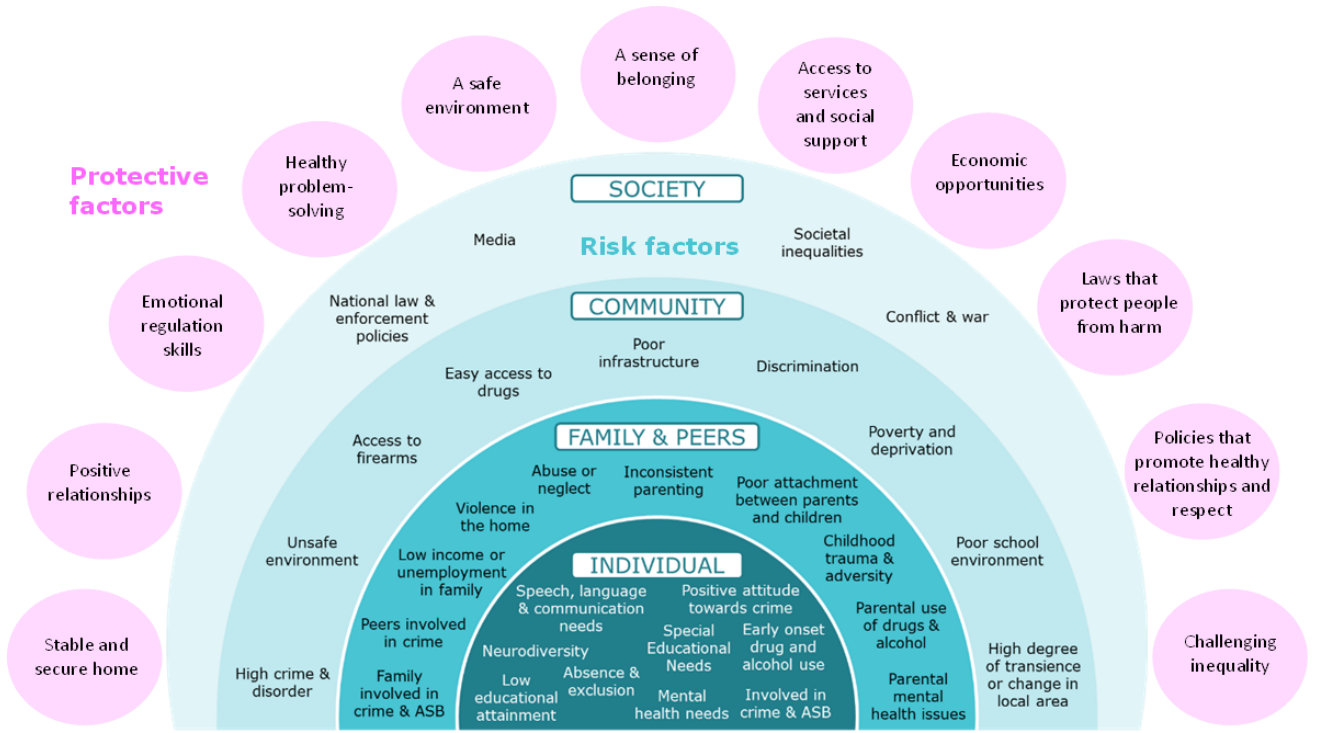 A sense of
belonging
A safe
environment
Access to
services
and social
support
Healthy
problem-
solving
Economic
opportunities
Protective
factors
SOCIETY
Media
Risk factors
Societal
inequalities
Emotional
regulation
skills
National law &
enforcement
policies
Conflict & war
Laws that
protect people
from harm
COMMUNITY
Easy access to
drugs
Poor
infrastructure
Discrimination
Access to
firearms
Poverty and
deprivation
Positive
relationships
Policies that
promote healthy
relationships and
respect
Unsafe
environment
Poor school
environment
High crime &
disorder
High degree
of transience
or change in
local area
FAMILY & PEERS
Abuse or
neglect
Inconsistent
parenting
Poor attachment
between parents
and children
Violence in
the home
Childhood
trauma &
adversity
Low income or
unemployment
in family
Peers involved
in crime
Parental use
of drugs &
alcohol
Family
involved in
crime & ASB
Parental
mental
health issues
INDIVIDUAL
Speech, language
& communication
needs
Positive attitude
towards crime
Neurodiversity
Special
Educational
Needs
Early onset
drug and
alcohol use
Low
educational
attainment
Absence &
exclusion
Mental
health needs
Involved in
crime & ASB
Stable and
secure home
Challenging
inequality